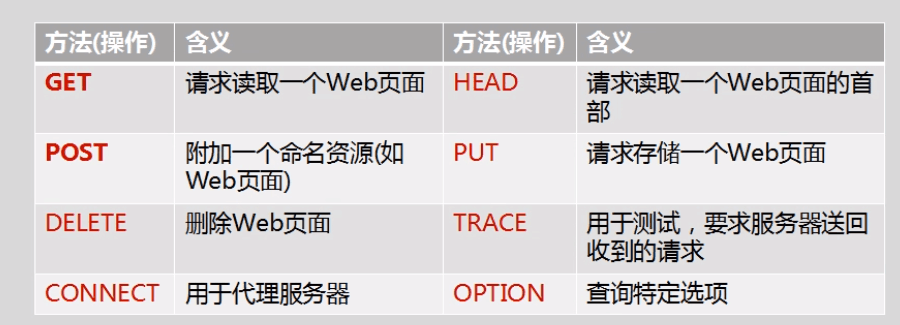 方法(操作) 含义 方法(操作) 含义
GET 请求读取一个Web页面 HEAD 请求读取一个Web页面的首
部
POST 附加一个命名资源(如 PUT 请求存储一个Web页面
Web页面)
DELETE 删除Web页面 TRACE 用于测试，要求服务器送回
收到的请求
CONNECT 用于代理服务器 OPTION 查询特定选项